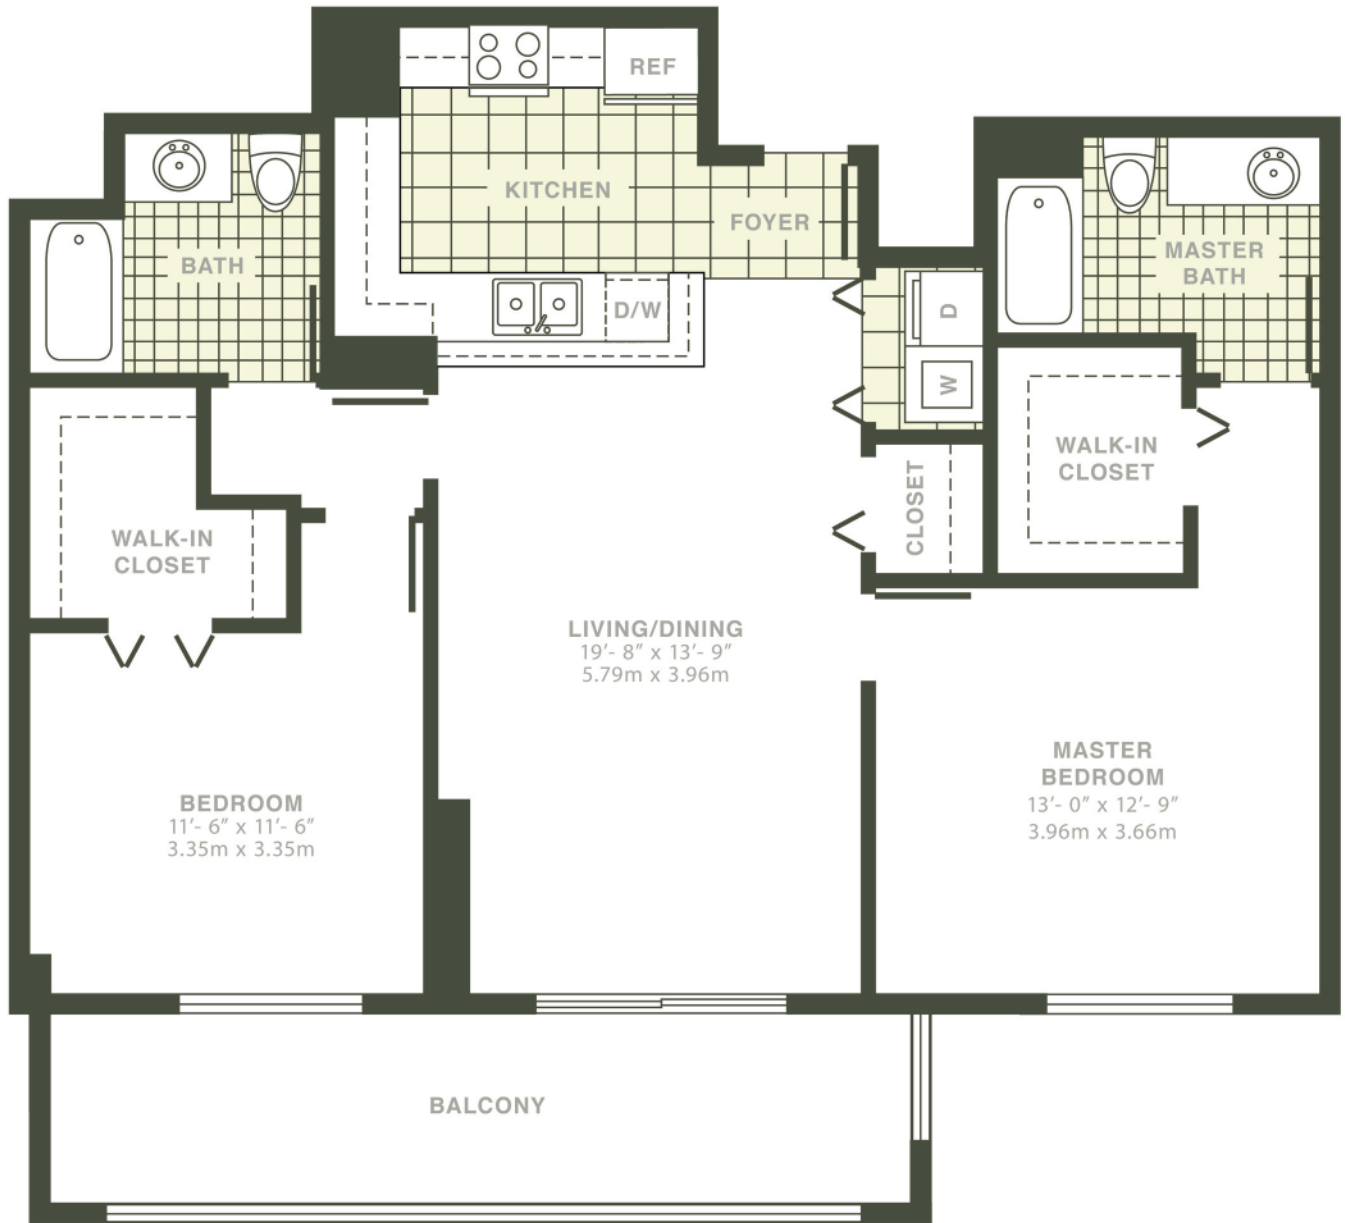 REF
KITCHEN
FOYER
BATH
MASTER
BATH
D/W
D
W
WALK-IN
CLOSET
CLOSET
WALK-IN
CLOSET
LIVING/DINING
19'- 8" x 13'- 9"
5.79m x 3.96m
MASTER
BEDROOM
13'- 0" x 12'- 9"
3.96m x 3.66m
BEDROOM
11'- 6" x 11'- 6"
3.35m x 3.35m
BALCONY